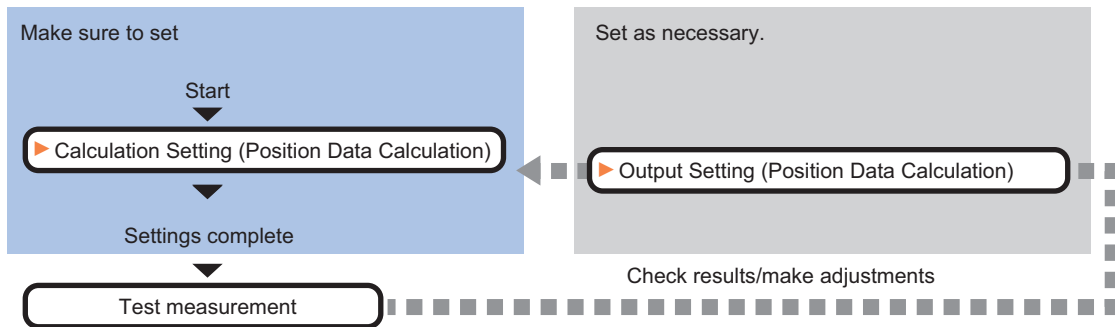 Make sure to set
Start
Calculation Setting (Position Data Calculation)
Settings complete
Test measurement
Set as necessary.
Output Setting (Position Data Calculation)
Check results/make adjustments